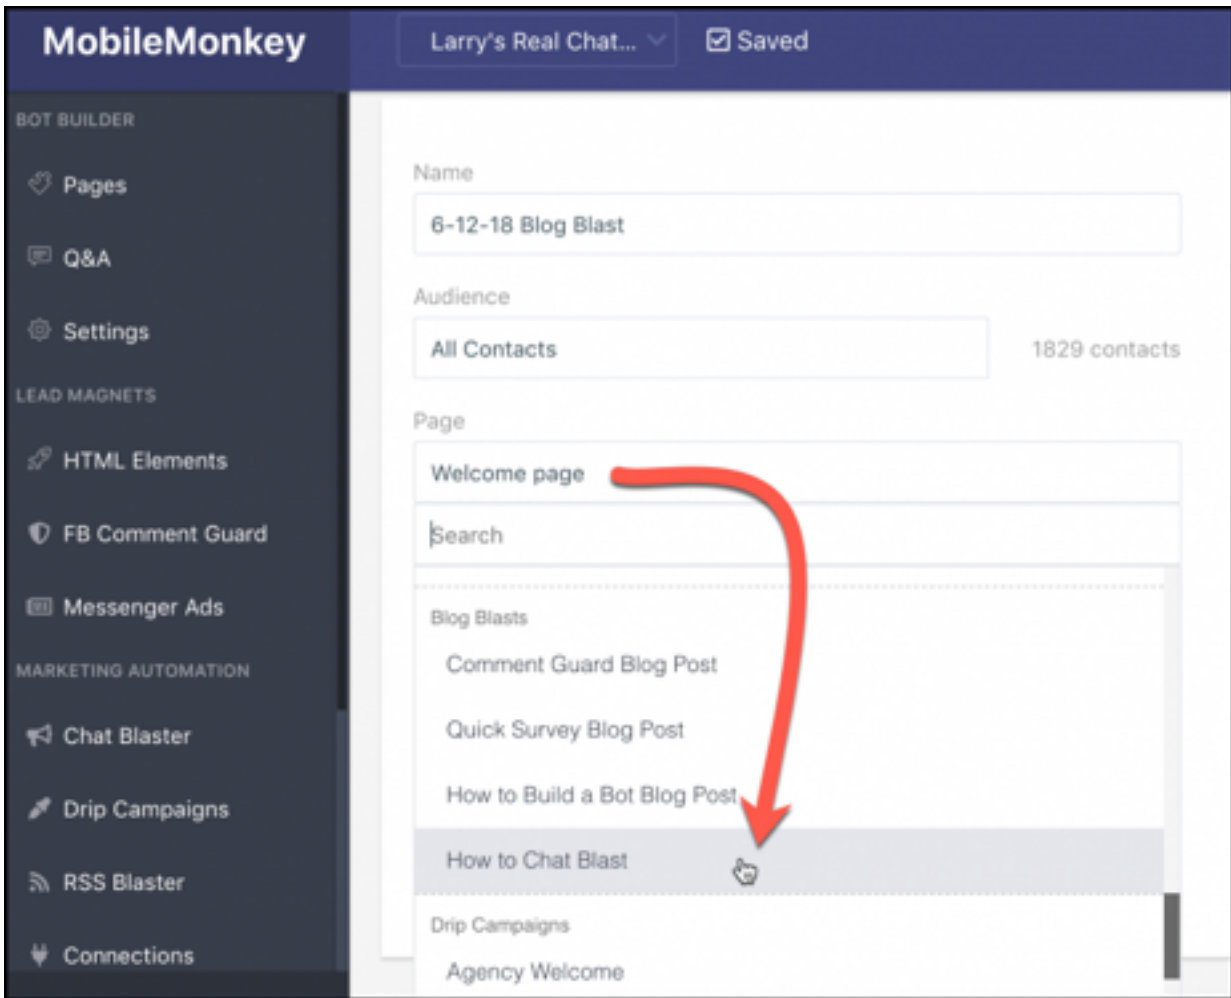 MobileMonkey
Larry's Real Chat...
Saved
BOT BUILDER
Pages
Q&A
Settings
LEAD MAGNETS
HTML Elements
FB Comment Guard
Messenger Ads
MARKETING AUTOMATION
Chat Blaster
Drip Campaigns
RSS Blaster
Connections
Name
6-12-18 Blog Blast
Audience
All Contacts
1829 contacts
Page
Welcome page
Search
Blog Blasts
Comment Guard Blog Post
Quick Survey Blog Post
How to Build a Bot Blog Post
How to Chat Blast
Drip Campaigns
Agency Welcome